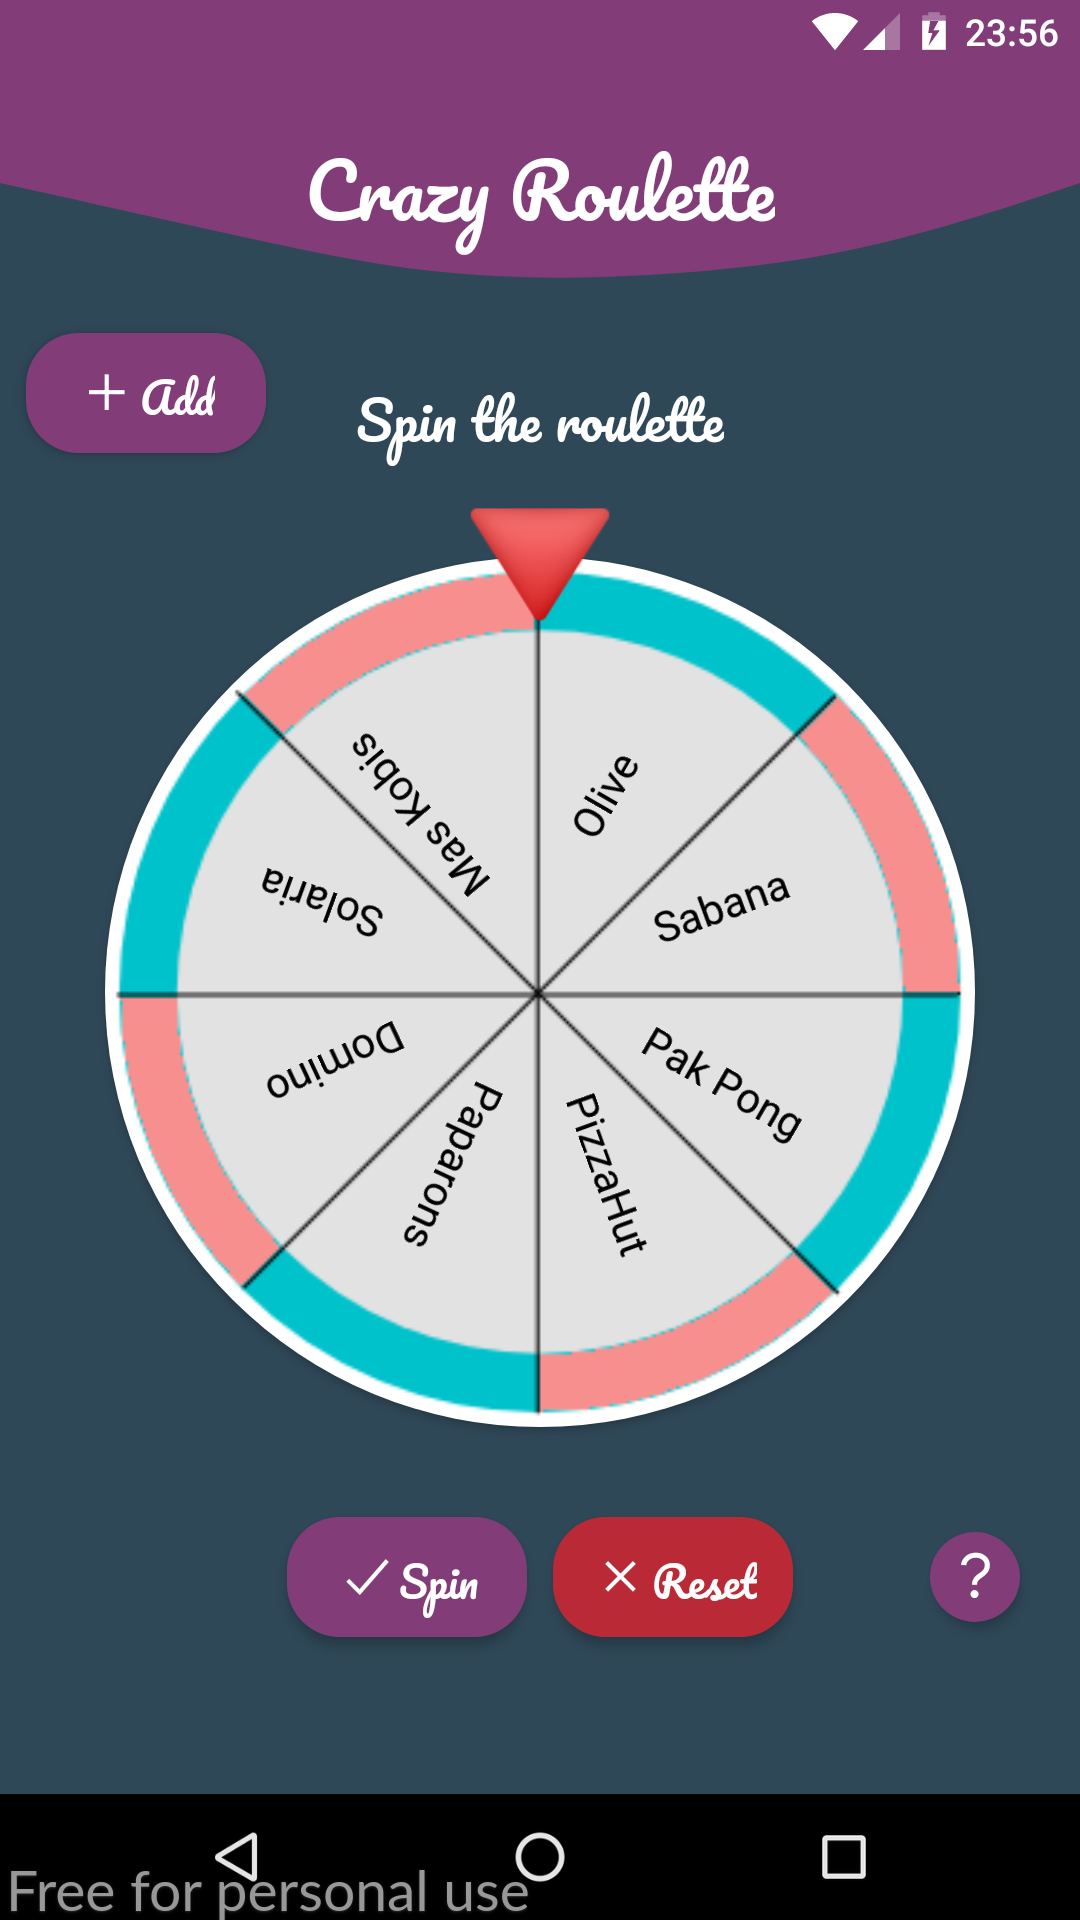 23:56
Crazy Roulette
+ Add
Spin the roulette
Olive
Mas Kobis
Sabana
Solaria
Pak Pong
Domino
PizzaHut
Paparons
Spin
Reset
?
Free for personal use